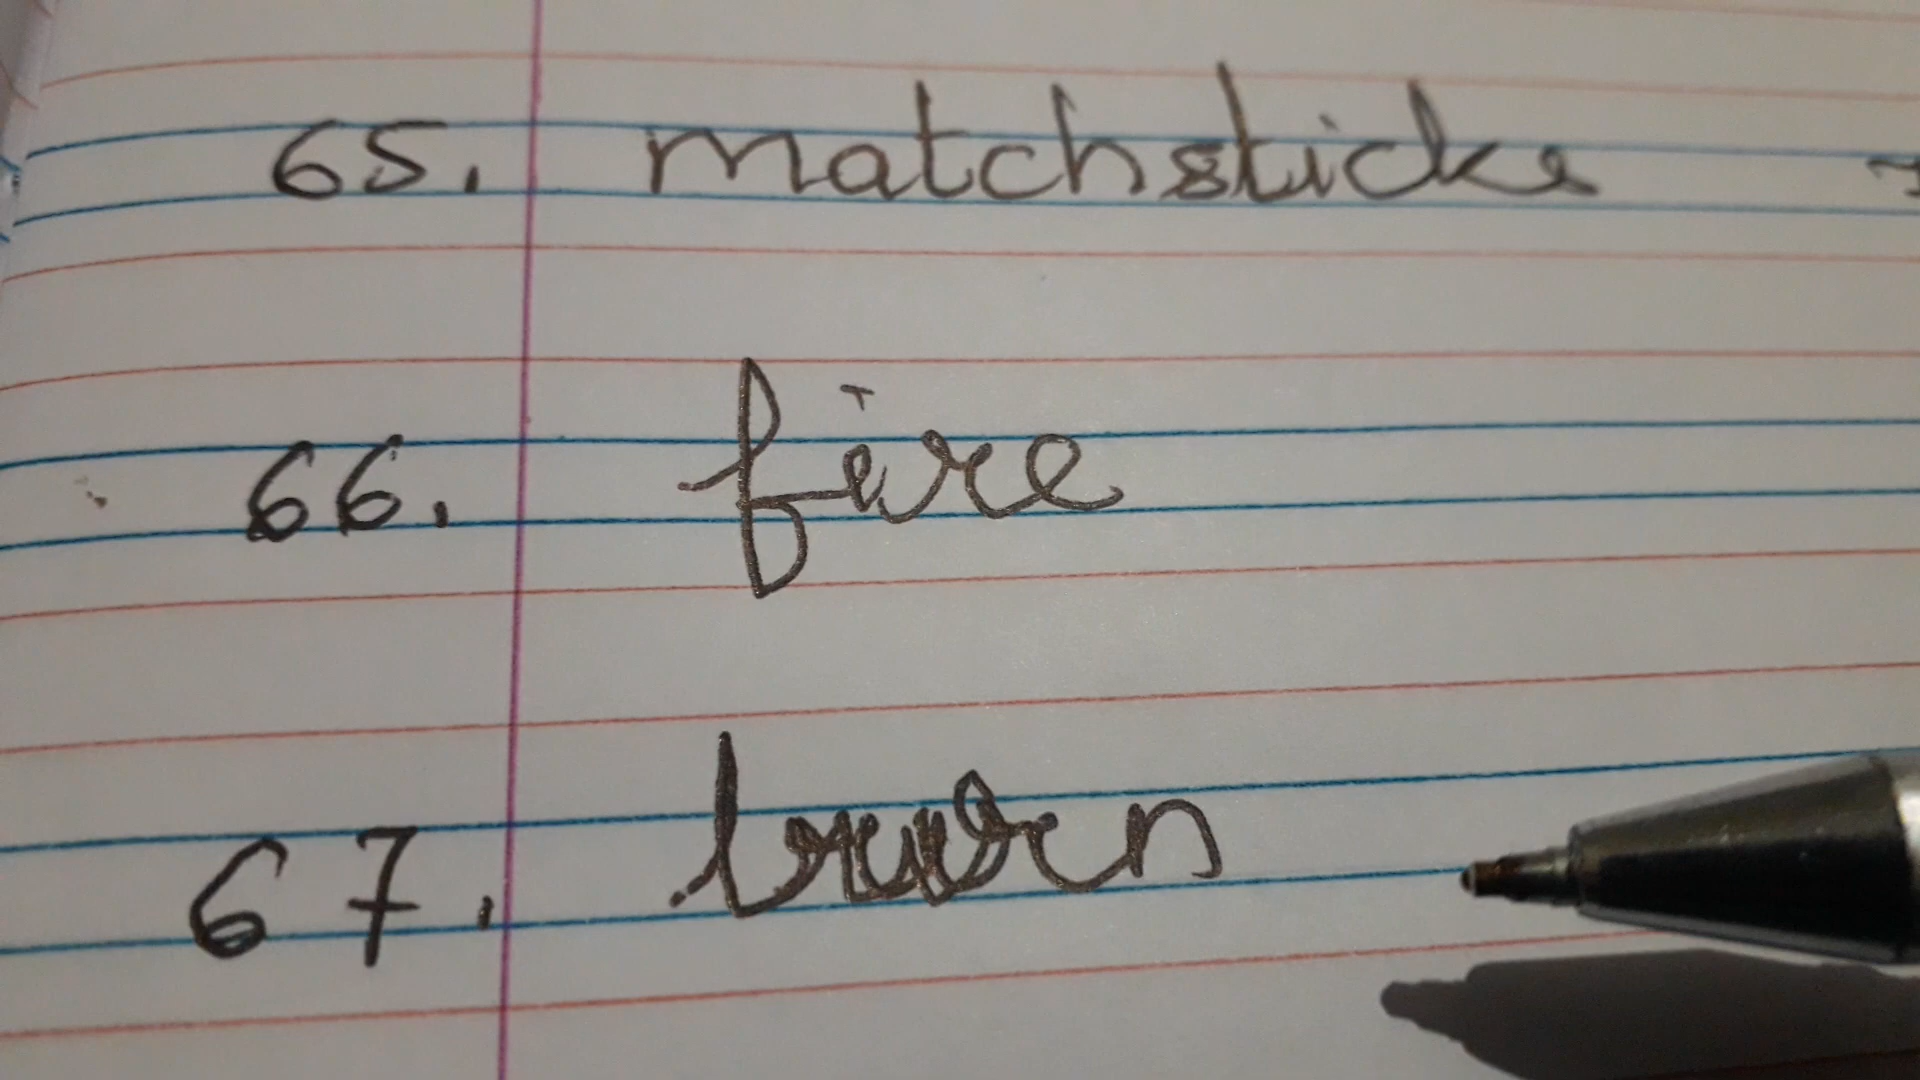 65. matchsticks
66. fire
67. burn